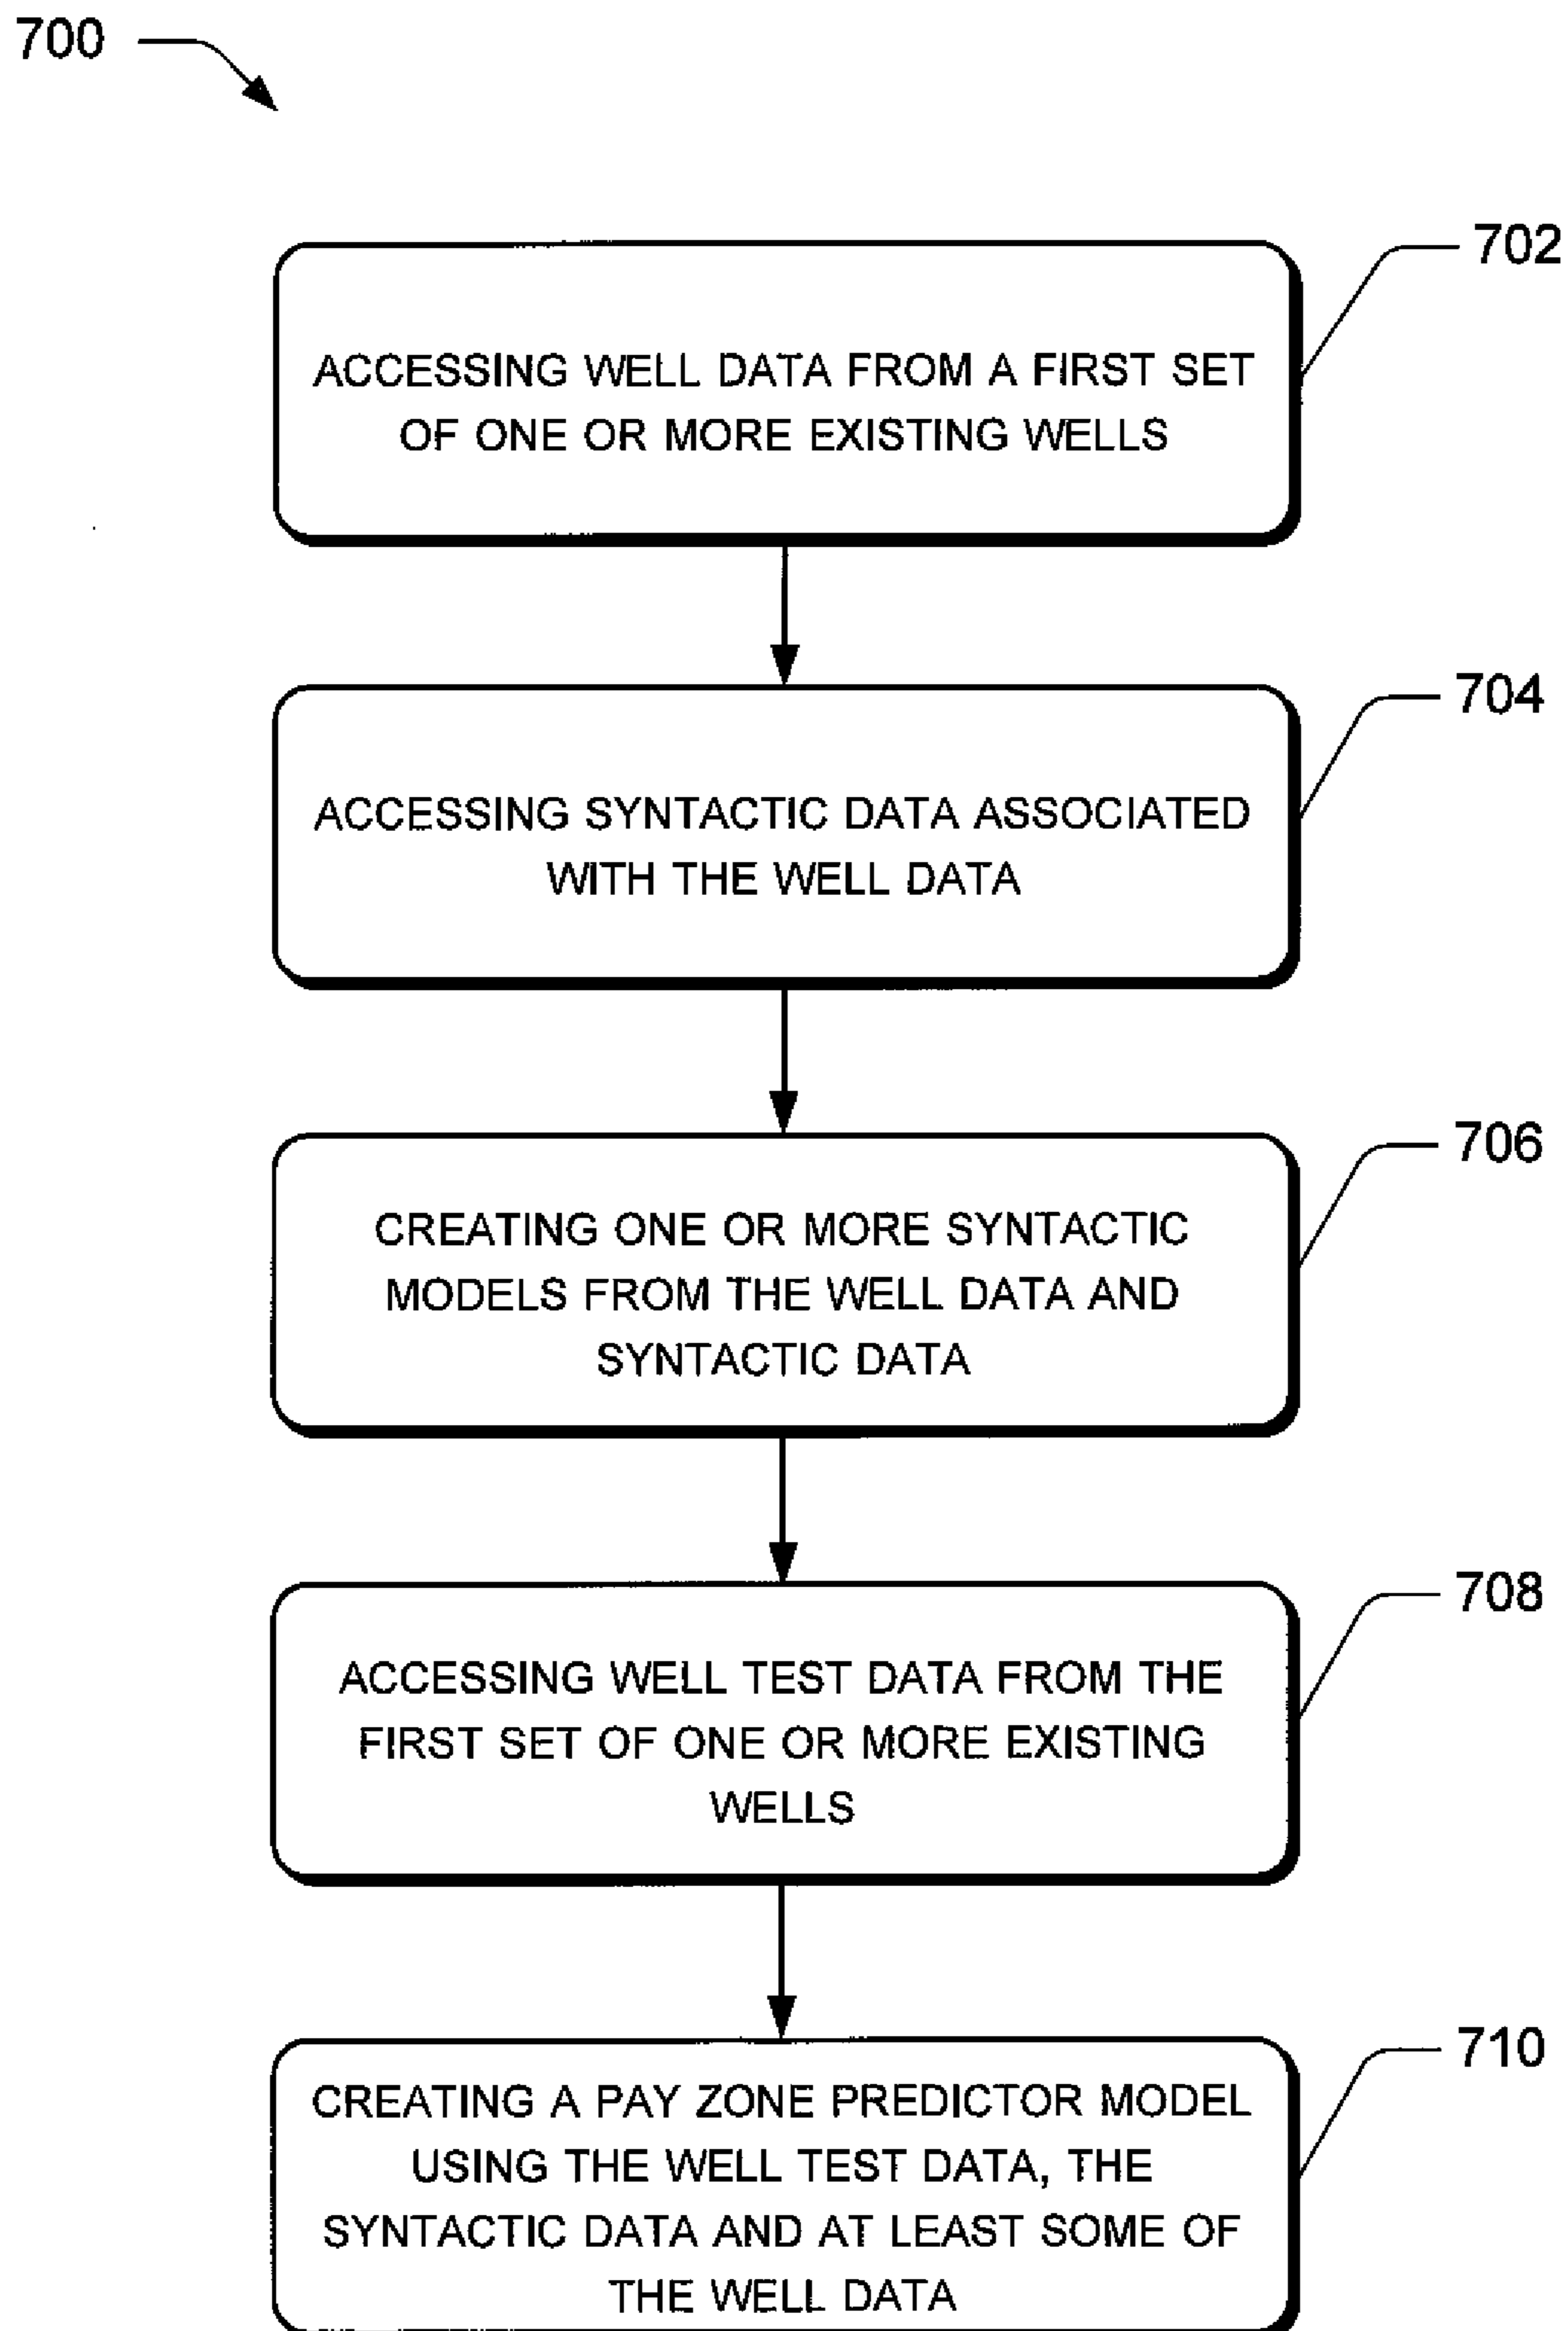 700
702
ACCESSING WELL DATA FROM A FIRST SET
OF ONE OR MORE EXISTING WELLS
704
ACCESSING SYNTACTIC DATA ASSOCIATED
WITH THE WELL DATA
706
CREATING ONE OR MORE SYNTACTIC
MODELS FROM THE WELL DATA AND
SYNTACTIC DATA
708
ACCESSING WELL TEST DATA FROM THE
FIRST SET OF ONE OR MORE EXISTING
WELLS
710
CREATING A PAY ZONE PREDICTOR MODEL
USING THE WELL TEST DATA, THE
SYNTACTIC DATA AND AT LEAST SOME OF
THE WELL DATA